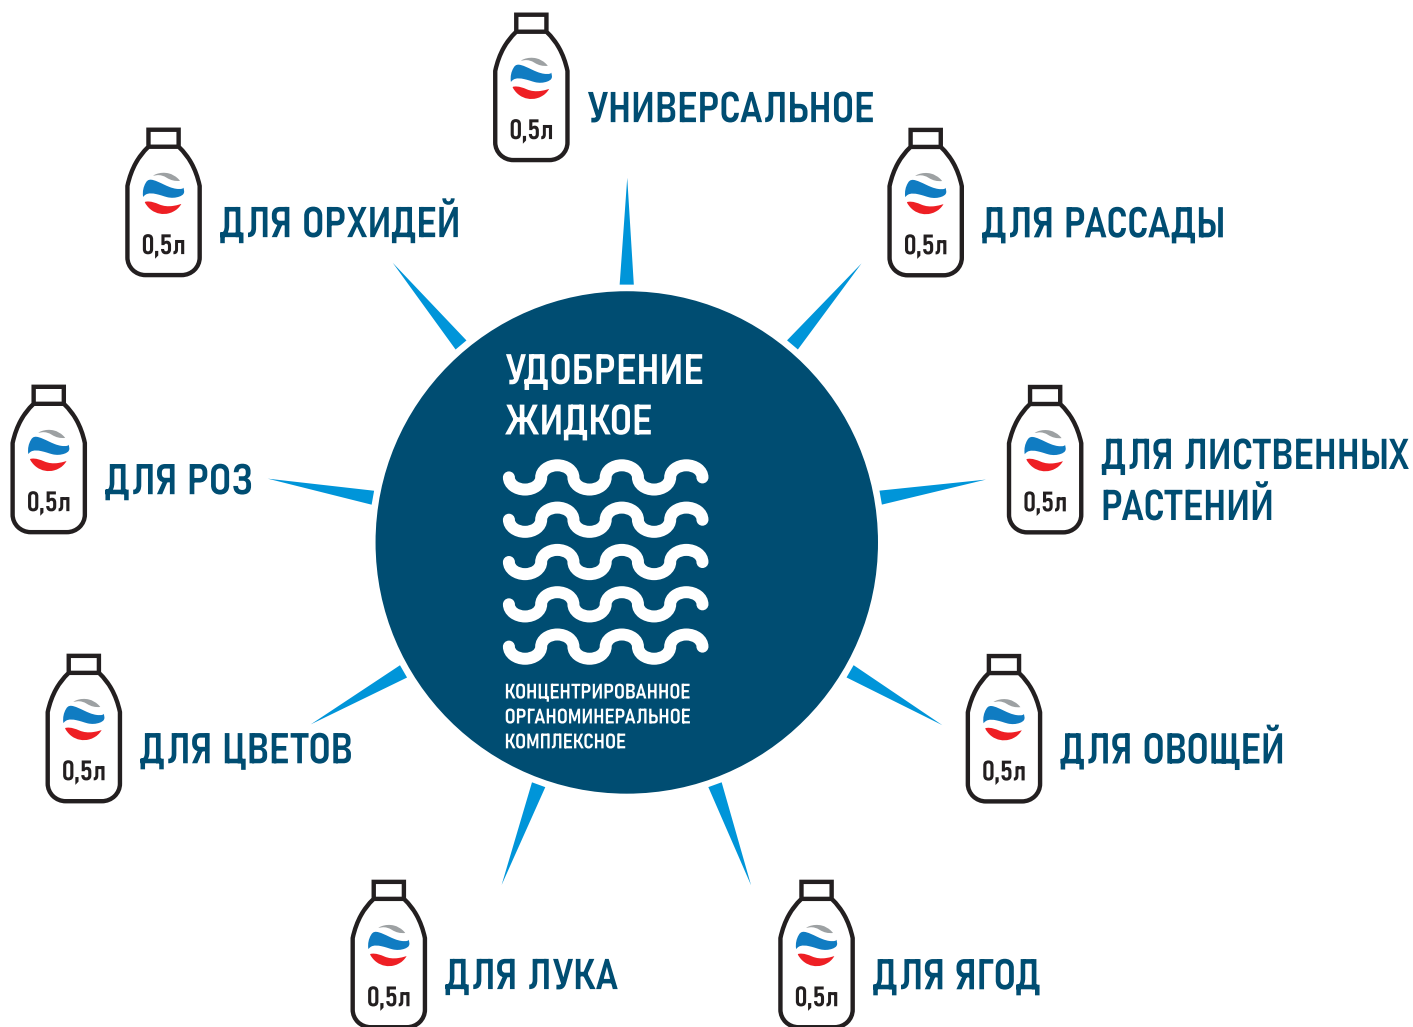 0,5л
УНИВЕРСАЛЬНОЕ
0,5л
ДЛЯ ОРХИДЕЙ
0,5л
ДЛЯ РАССАДЫ
УДОБРЕНИЕ
ЖИДКОЕ
0,5л
ДЛЯ РОЗ
0,5л
ДЛЯ ЛИСТВЕННЫХ
РАСТЕНИЙ
КОНЦЕНТРИРОВАННОЕ
ОРГАНОМИНЕРАЛЬНОЕ
КОМПЛЕКСНОЕ
0,5л
ДЛЯ ЦВЕТОВ
0,5л
ДЛЯ ОВОЩЕЙ
0,5л
ДЛЯ ЛУКА
0,5л
ДЛЯ ЯГОД